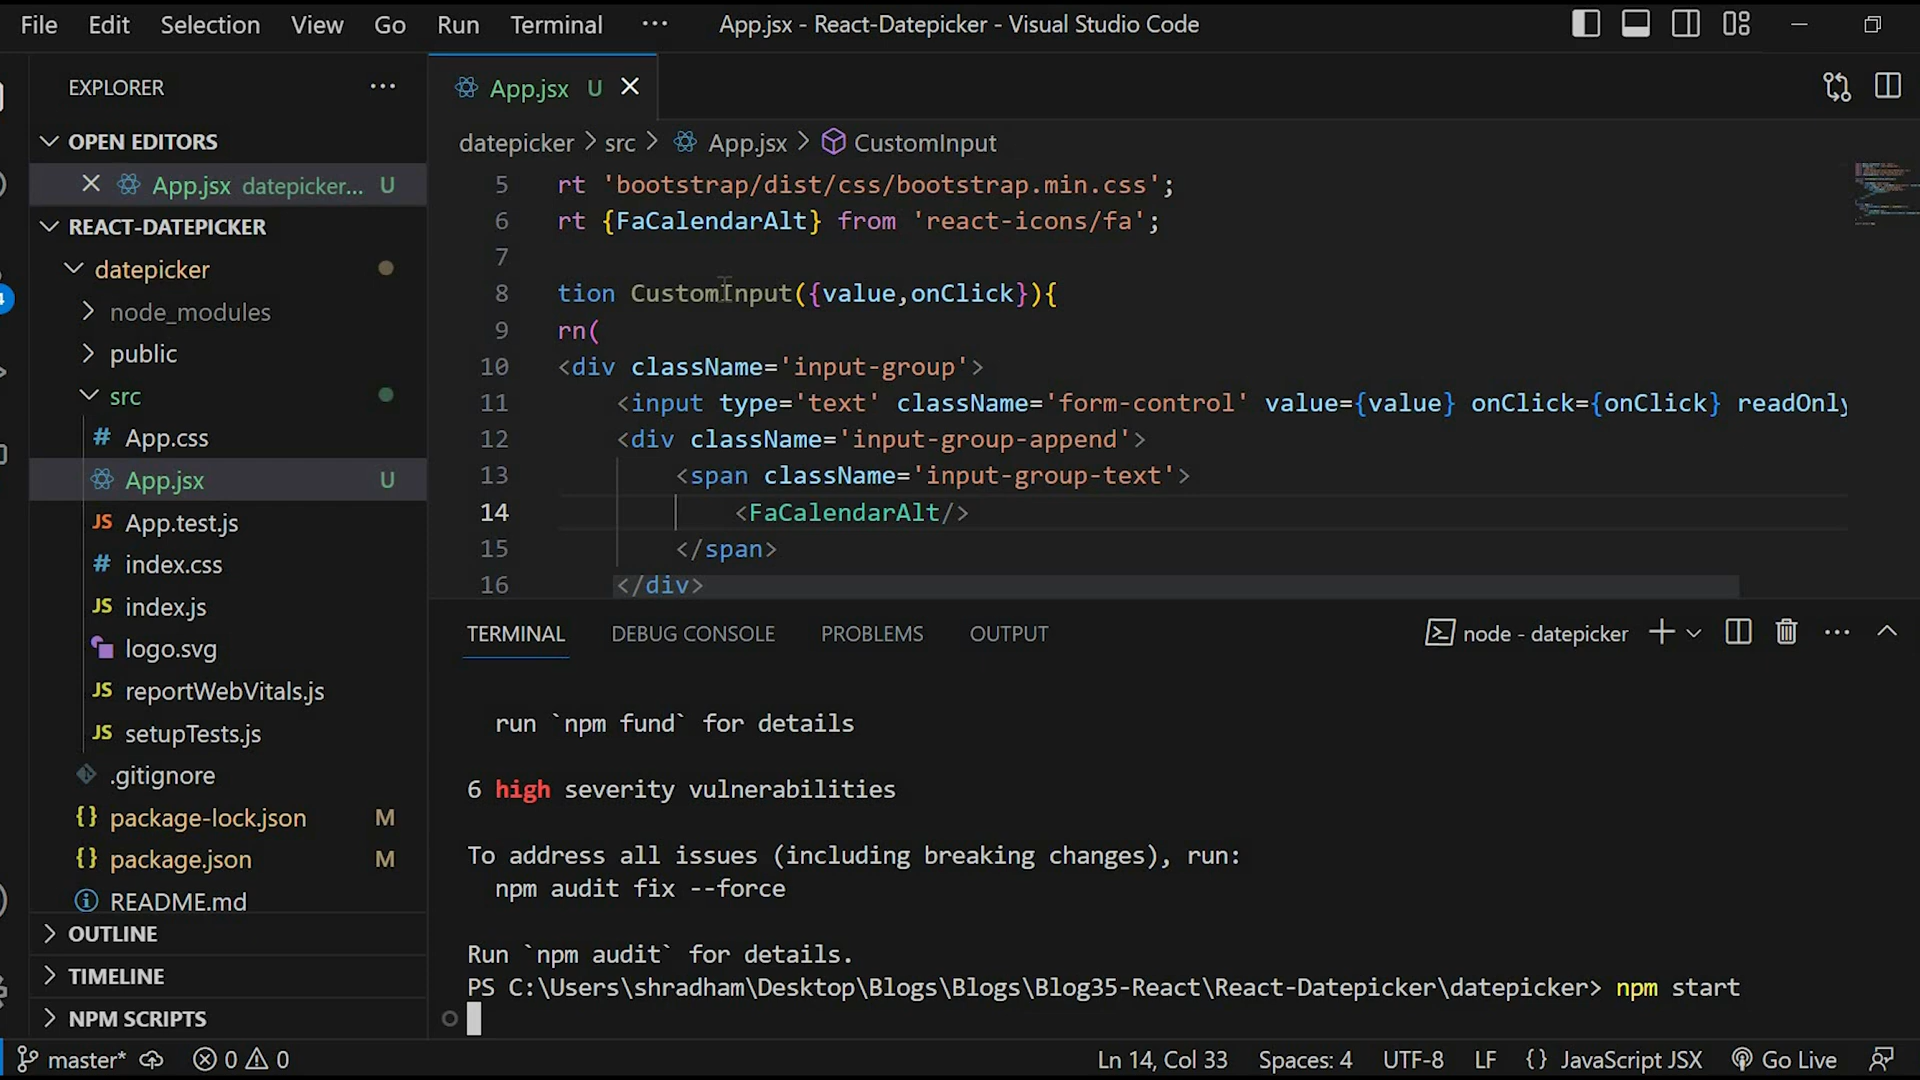 File Edit Selection View Go Run Terminal ··· App.jsx - React-Datepicker - Visual Studio Code
EXPLORER ···
OPEN EDITORS
App.jsx datepicker... U
REACT-DATEPICKER
datepicker
node_modules
public
src
App.css
App.jsx U
JS App.test.js
index.css
JS index.js
logo.svg
JS reportWebVitals.js
JS setupTests.js
.gitignore
{} package-lock.json M
{} package.json M
README.md
OUTLINE
TIMELINE
NPM SCRIPTS
App.jsx U
datepicker > src > App.jsx > CustomInput
5 rt 'bootstrap/dist/css/bootstrap.min.css';
6 rt {FaCalendarAlt} from 'react-icons/fa';
7
8 tion CustomInput({value,onClick}){
9 rn(
10 <div className='input-group'>
11 <input type='text' className='form-control' value={value} onClick={onClick} readOnly
12 <div className='input-group-append'>
13 <span className='input-group-text'>
14 <FaCalendarAlt/>
15 </span>
16 </div>
TERMINAL DEBUG CONSOLE PROBLEMS OUTPUT node - datepicker
run `npm fund` for details
6 high severity vulnerabilities
To address all issues (including breaking changes), run:
npm audit fix --force
Run `npm audit` for details.
PS C:\Users\shradham\Desktop\Blogs\Blogs\Blog35-React\React-Datepicker\datepicker> npm start
master* 0 0 Ln 14, Col 33 Spaces: 4 UTF-8 LF {} JavaScript JSX Go Live